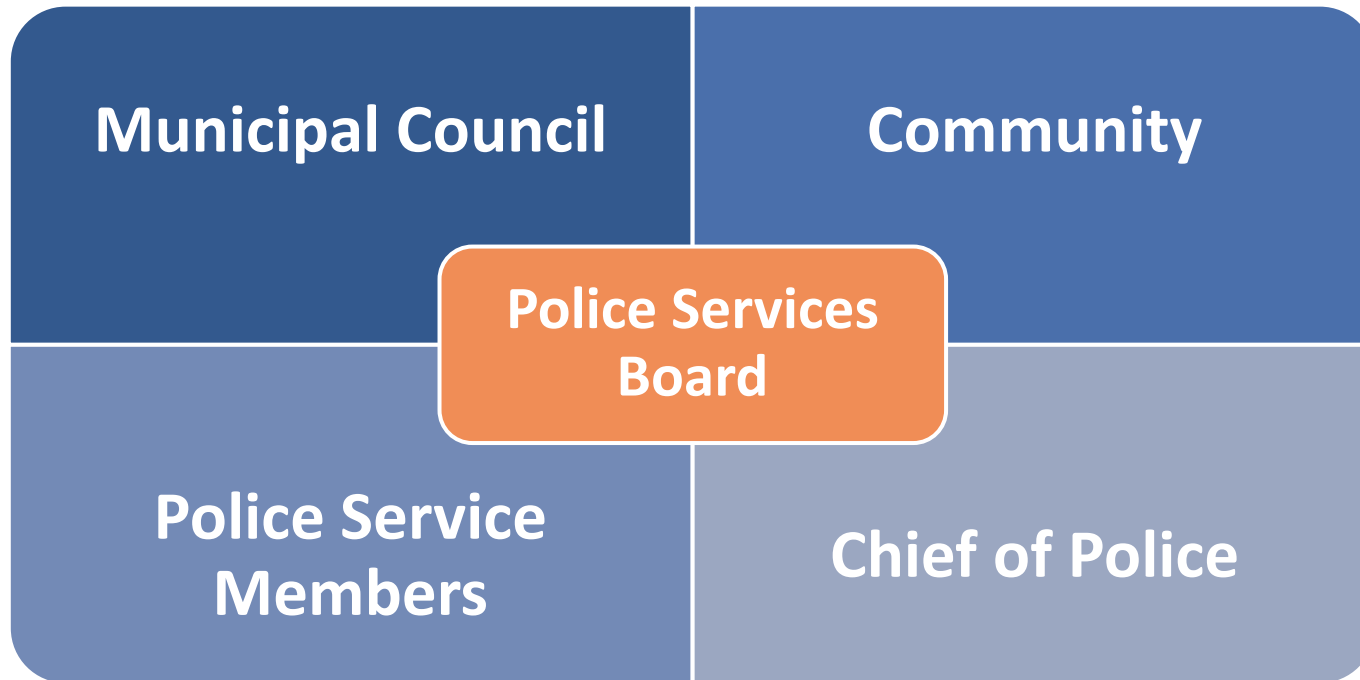 Municipal Council
Community
Police Services
Board
Police Service
Members
Chief of Police